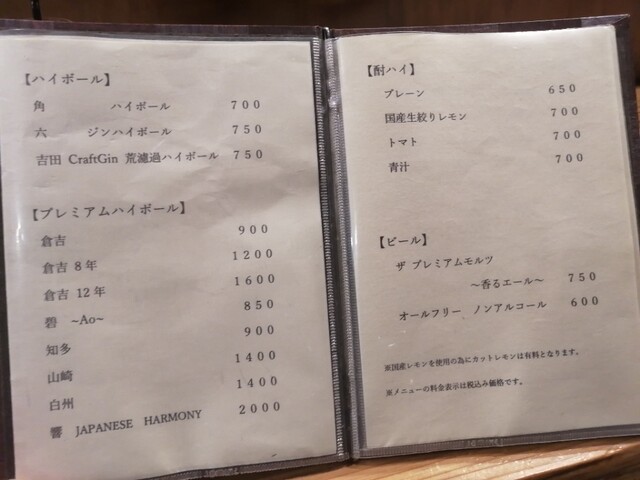 【ハイボール】
角 ハイボール 700
六 ジンハイボール 750
吉田 CraftGin 荒濾過ハイボール 750
【プレミアムハイボール】
倉吉 900
倉吉 8年 1200
倉吉 12年 1600
碧 ~Ao~ 850
知多 900
山崎 1400
白州 1400
響 JAPANESE HARMONY 2000
【酎ハイ】
プレーン 650
国産生絞りレモン 700
トマト 700
青汁 700
【ビール】
ザ プレミアムモルツ
～香るエール～ 750
オールフリー ノンアルコール 600
※国産レモンを使用の為にカットレモンは有料となります。
※メニューの料金表示は税込み価格です。